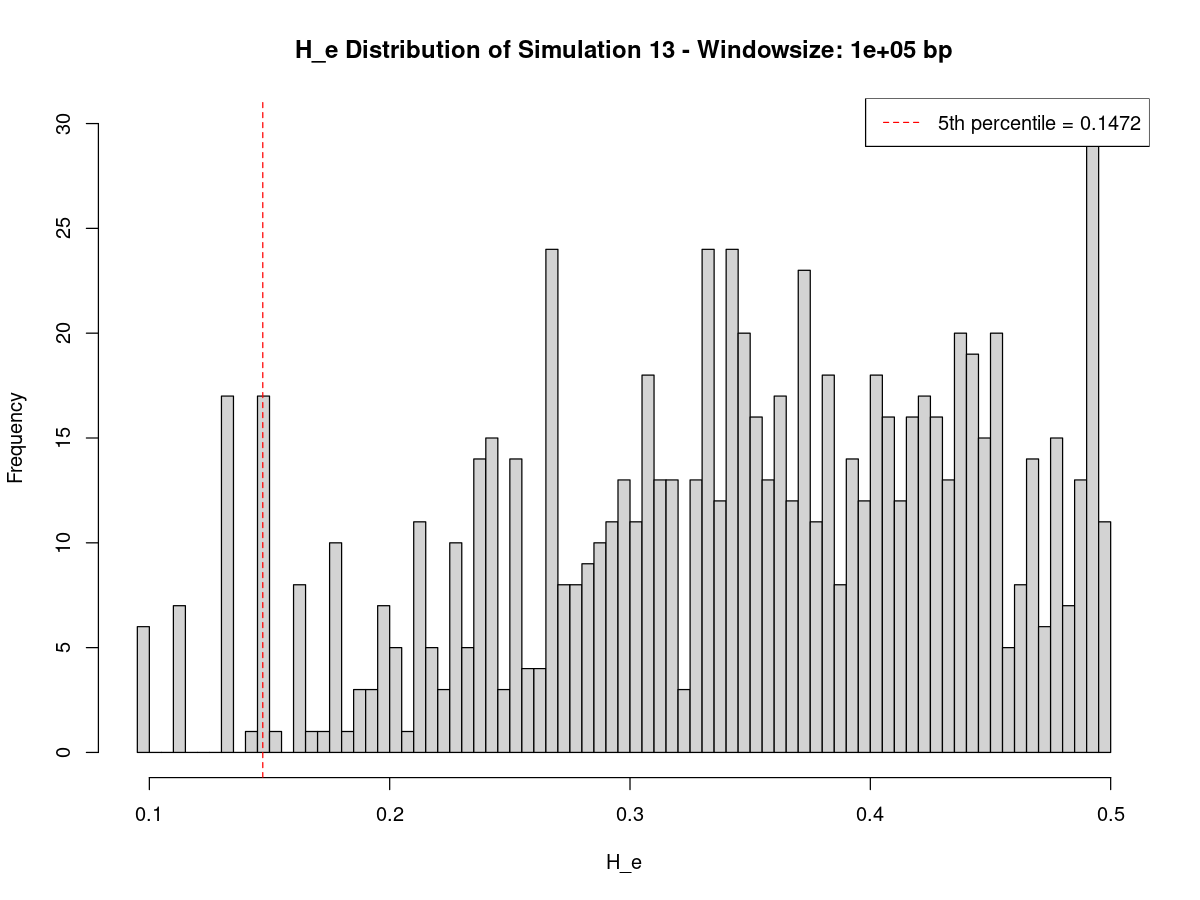 H_e Distribution of Simulation 13 - Windowsize: 1e+05 bp
5th percentile = 0.1472
Frequency
30
25
20
15
10
5
0
0.1 0.2 0.3 0.4 0.5
H_e